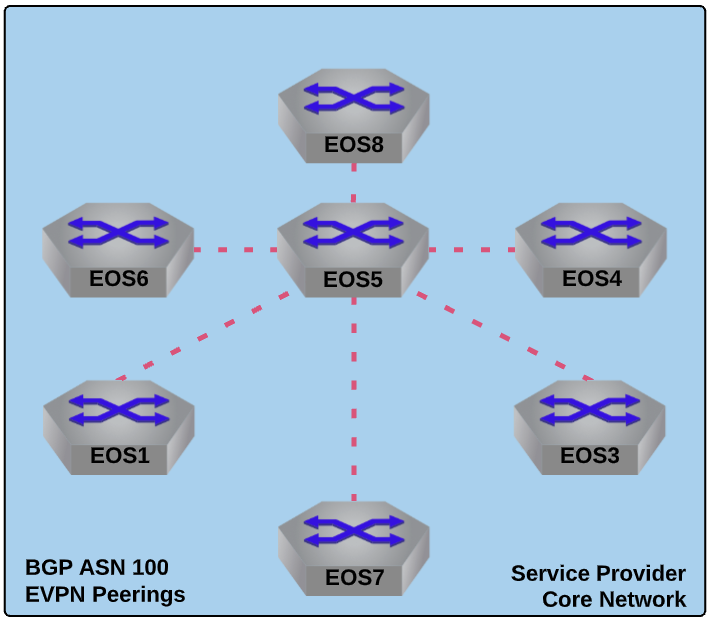 EOS8
EOS6
EOS5
EOS4
EOS1
EOS3
EOS7
BGP ASN 100
EVPN Peerings
Service Provider
Core Network